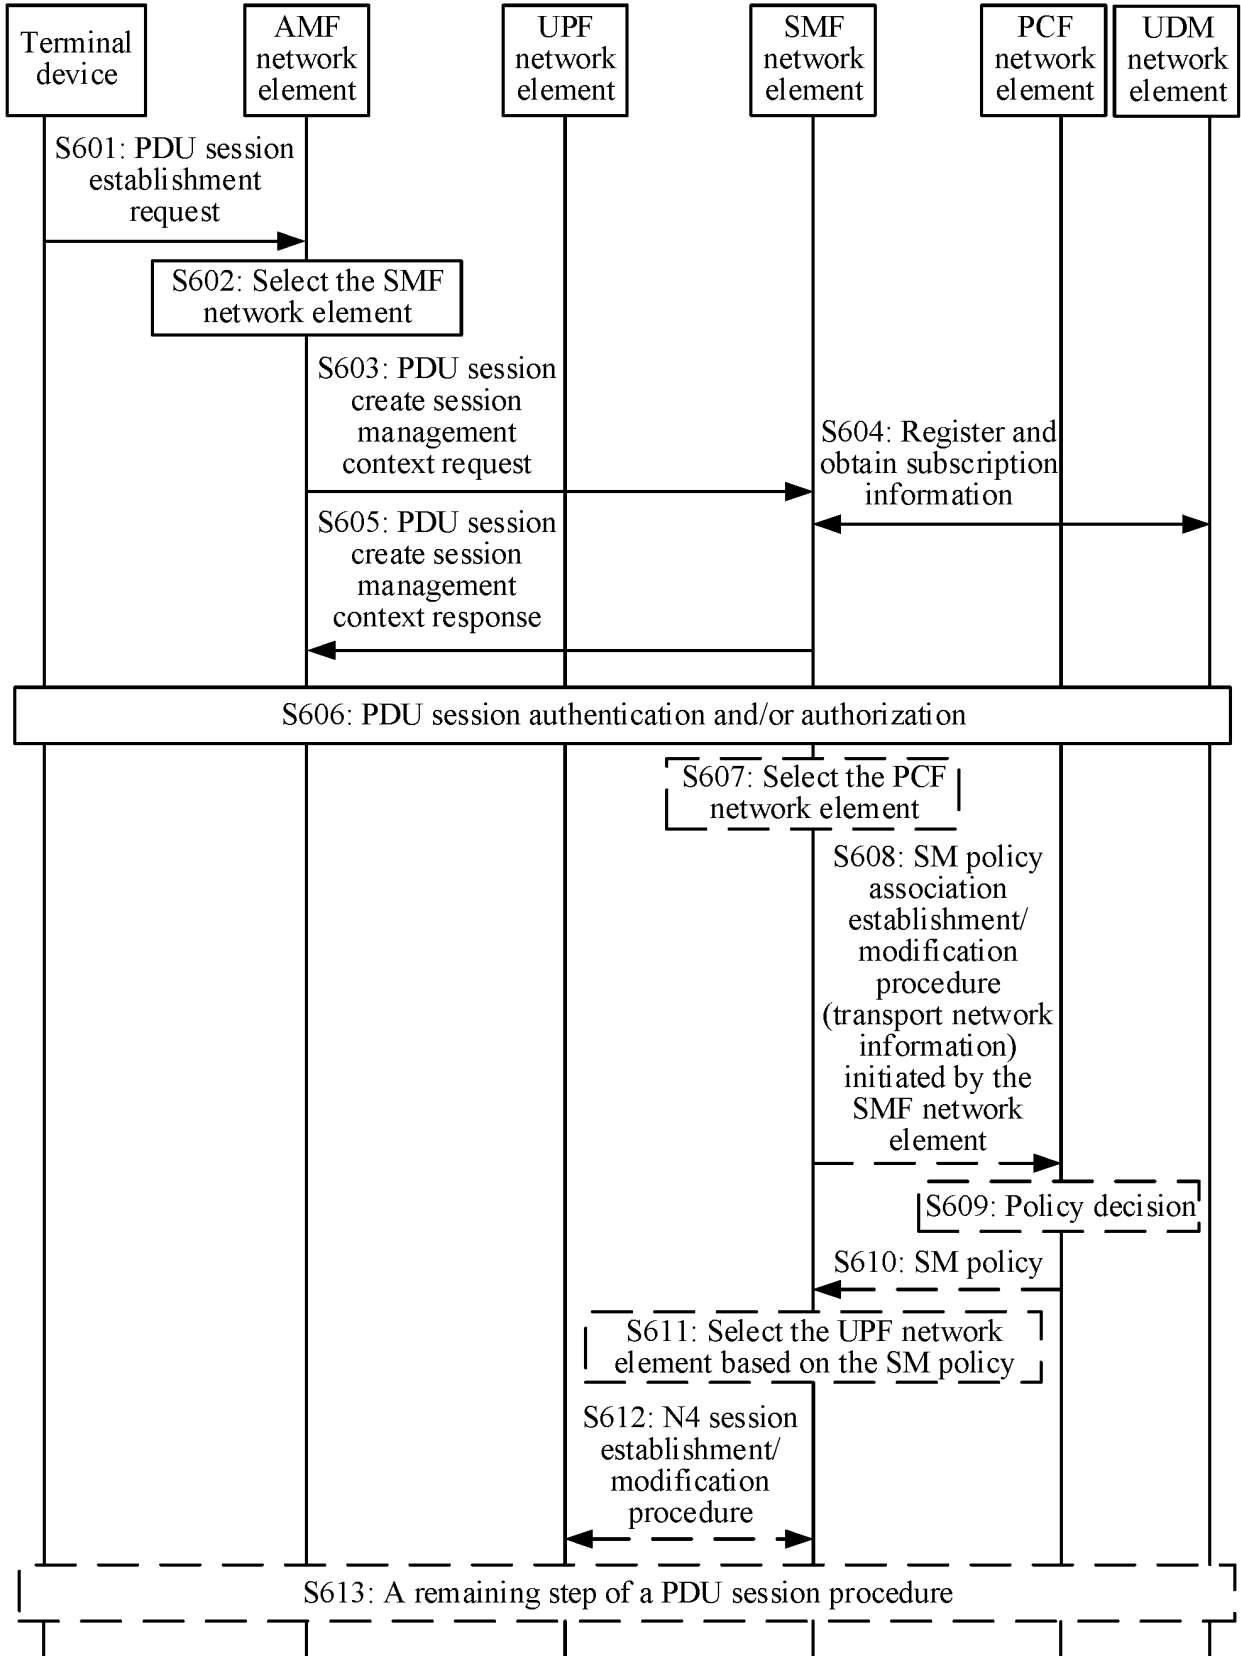 Terminal
device
AMF
network
element
UPF
network
element
SMF
network
element
PCF
network
element
UDM
network
element
S601: PDU session
establishment
request
S602: Select the SMF
network element
S603: PDU session
create session
management
context request
S604: Register and
obtain subscription
information
S605: PDU session
create session
management
context response
S606: PDU session authentication and/or authorization
S607: Select the PCF
network element
S608: SM policy
association
establishment/
modification
procedure
(transport network
information)
initiated by the
SMF network
element
S609: Policy decision
S610: SM policy
S611: Select the UPF network
element based on the SM policy
S612: N4 session
establishment/
modification
procedure
S613: A remaining step of a PDU session procedure